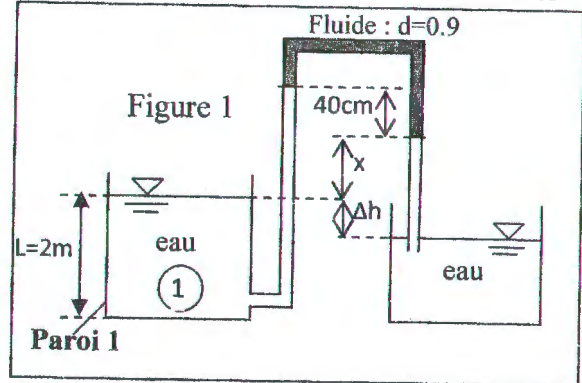 Fluide : d=0.9
Figure 1
40cm
x
Δh
L=2m
eau
eau
1
Paroi 1